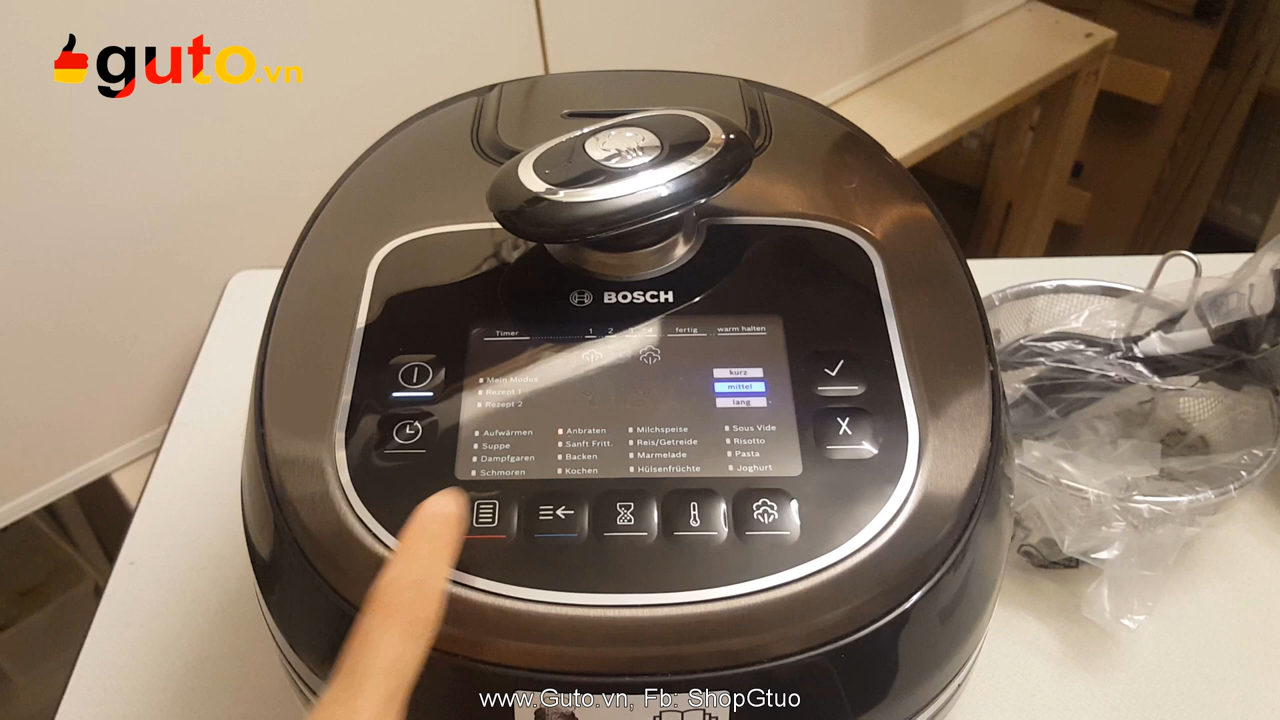 guto.vn
BOSCH
Timer 1 2 3 4 fertig warm halten
Mein Modus
Rezept 1
Rezept 2
kurz
mittel
lang
Aufwärmen Anbraten Milchspeise Sous Vide
Suppe Sanft Fritt. Reis/Getreide Risotto
Dampfgaren Backen Marmelade Pasta
Schmoren Kochen Hülsenfrüchte Joghurt
www.Guto.vn, Fb: ShopGtuo